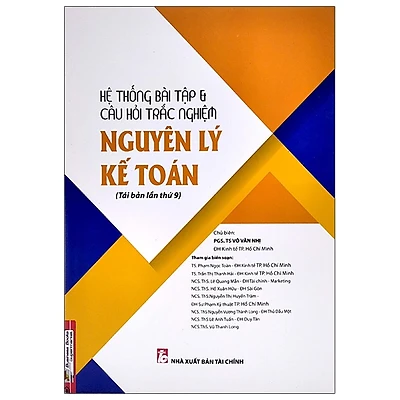 HỆ THỐNG BÀI TẬP &
CÂU HỎI TRẮC NGHIỆM
NGUYÊN LÝ
KẾ TOÁN
(Tái bản lần thứ 9)
Chủ biên:
PGS. TS VÕ VĂN NHỊ
ĐH Kinh tế TP. Hồ Chí Minh
Tham gia biên soạn:
TS. Phạm Ngọc Toàn - ĐH Kinh tế TP. Hồ Chí Minh
TS. Trần Thị Thanh Hải - ĐH Kinh tế TP. Hồ Chí Minh
NCS. ThS. Lê Quang Mẫn - ĐH Tài chính - Marketing
NCS. ThS. Hồ Xuân Hữu - ĐH Sài Gòn
NCS. ThS Nguyễn Thị Huyền Trâm -
ĐH Sư Phạm Kỹ thuật TP. Hồ Chí Minh
NCS. ThS Nguyễn Vương Thành Long - ĐH Thủ Dầu Một
NCS. ThS Lê Anh Tuấn - ĐH Duy Tân
NCS. ThS. Vũ Thanh Long
NHÀ XUẤT BẢN TÀI CHÍNH